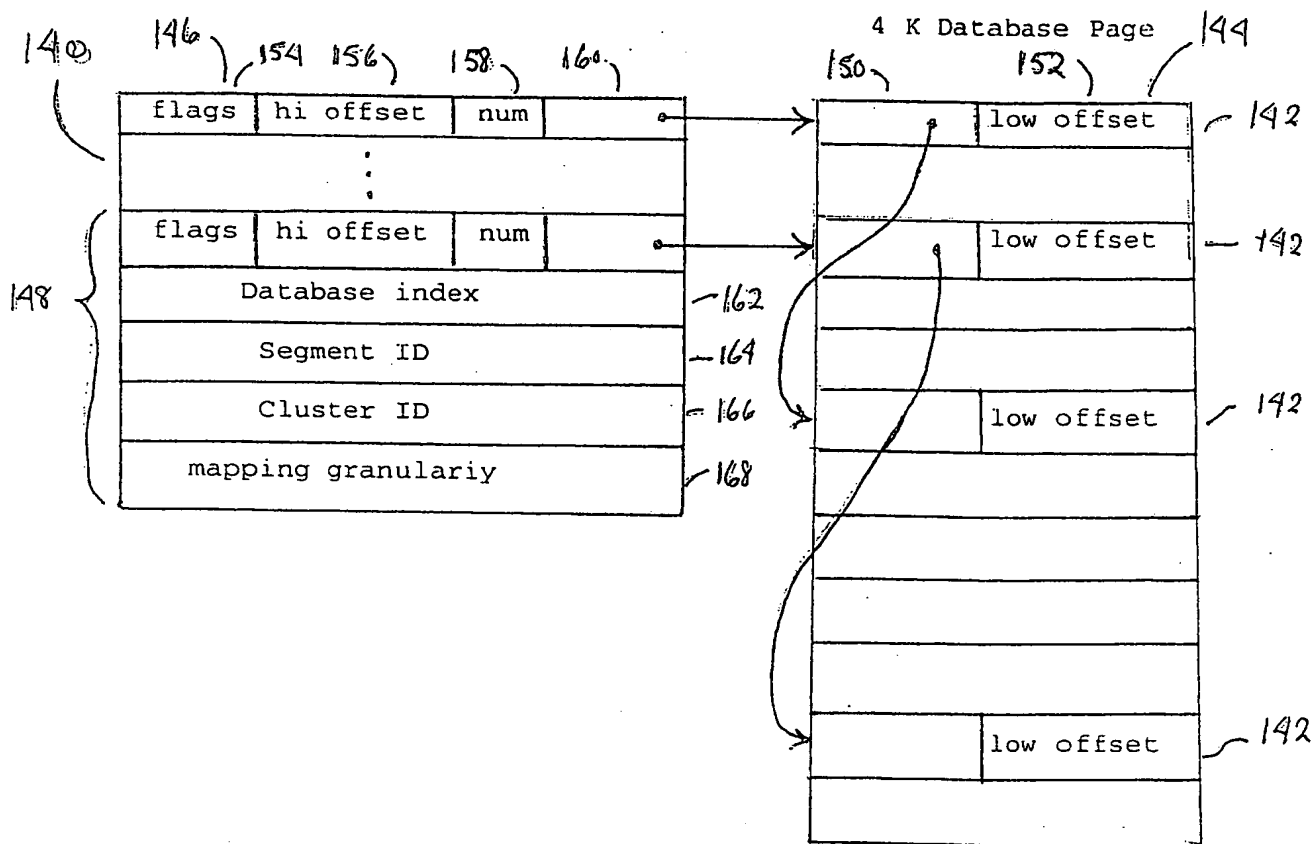 4 K Database Page
140 146 154 156 158 160 150 152 144
flags hi offset num low offset 142
flags hi offset num low offset 142
148
Database index 162
Segment ID 164
Cluster ID 166 low offset 142
mapping granulariy 168
low offset 142